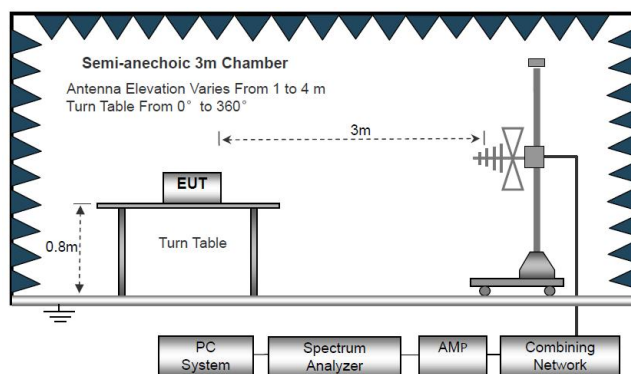 Semi-anechoic 3m Chamber
Antenna Elevation Varies From 1 to 4 m
Turn Table From 0° to 360°
3m
EUT
0.8m
Turn Table
PC
System
Spectrum
Analyzer
AMP
Combining
Network